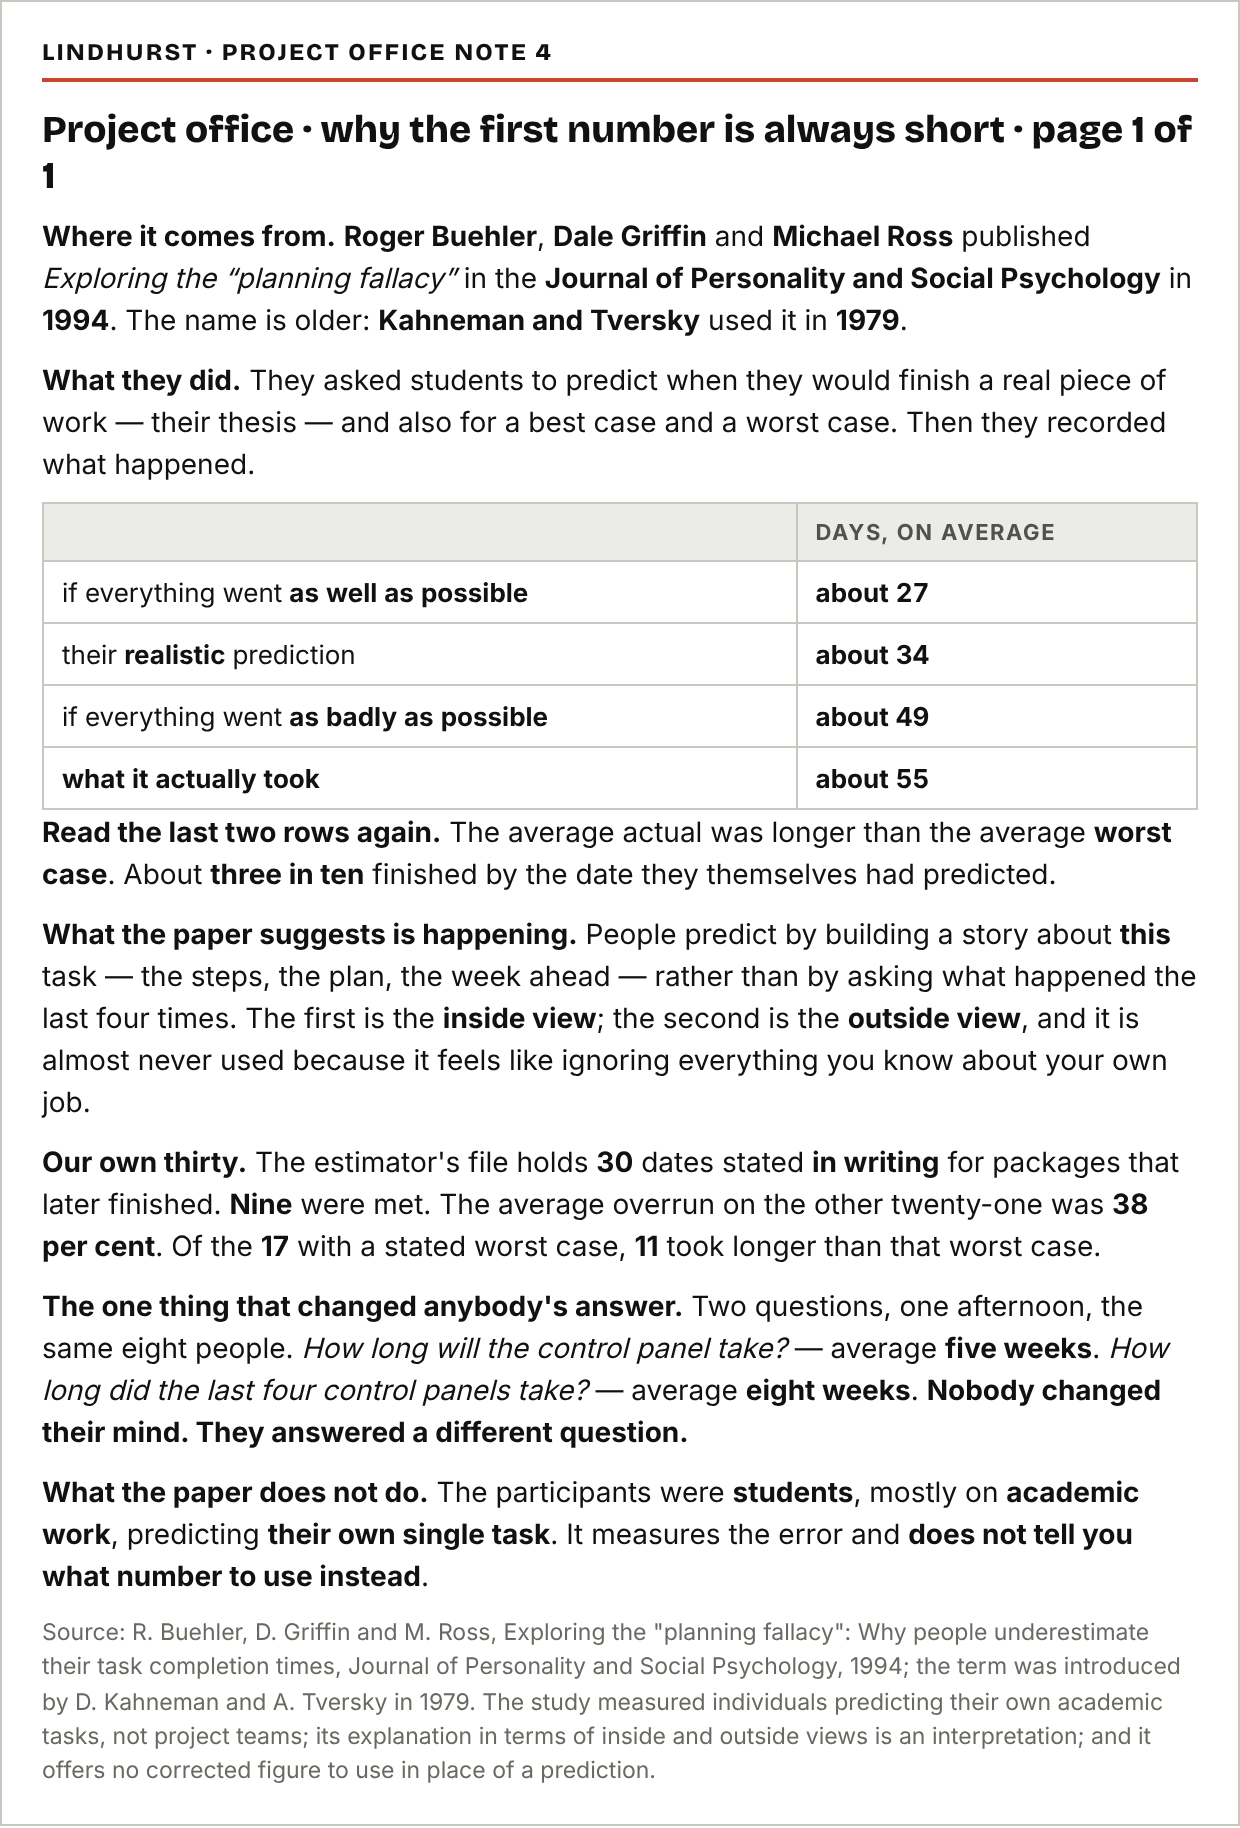 LINDHURST · PROJECT OFFICE NOTE 4
Project office · why the first number is always short · page 1 of
1
Where it comes from. Roger Buehler, Dale Griffin and Michael Ross published
Exploring the “planning fallacy” in the Journal of Personality and Social Psychology in
1994. The name is older: Kahneman and Tversky used it in 1979.
What they did. They asked students to predict when they would finish a real piece of
work — their thesis — and also for a best case and a worst case. Then they recorded
what happened.
DAYS, ON AVERAGE
if everything went as well as possible about 27
their realistic prediction about 34
if everything went as badly as possible about 49
what it actually took about 55
Read the last two rows again. The average actual was longer than the average worst
case. About three in ten finished by the date they themselves had predicted.
What the paper suggests is happening. People predict by building a story about this
task — the steps, the plan, the week ahead — rather than by asking what happened the
last four times. The first is the inside view; the second is the outside view, and it is
almost never used because it feels like ignoring everything you know about your own
job.
Our own thirty. The estimator's file holds 30 dates stated in writing for packages that
later finished. Nine were met. The average overrun on the other twenty-one was 38
per cent. Of the 17 with a stated worst case, 11 took longer than that worst case.
The one thing that changed anybody's answer. Two questions, one afternoon, the
same eight people. How long will the control panel take? — average five weeks. How
long did the last four control panels take? — average eight weeks. Nobody changed
their mind. They answered a different question.
What the paper does not do. The participants were students, mostly on academic
work, predicting their own single task. It measures the error and does not tell you
what number to use instead.
Source: R. Buehler, D. Griffin and M. Ross, Exploring the "planning fallacy": Why people underestimate
their task completion times, Journal of Personality and Social Psychology, 1994; the term was introduced
by D. Kahneman and A. Tversky in 1979. The study measured individuals predicting their own academic
tasks, not project teams; its explanation in terms of inside and outside views is an interpretation; and it
offers no corrected figure to use in place of a prediction.